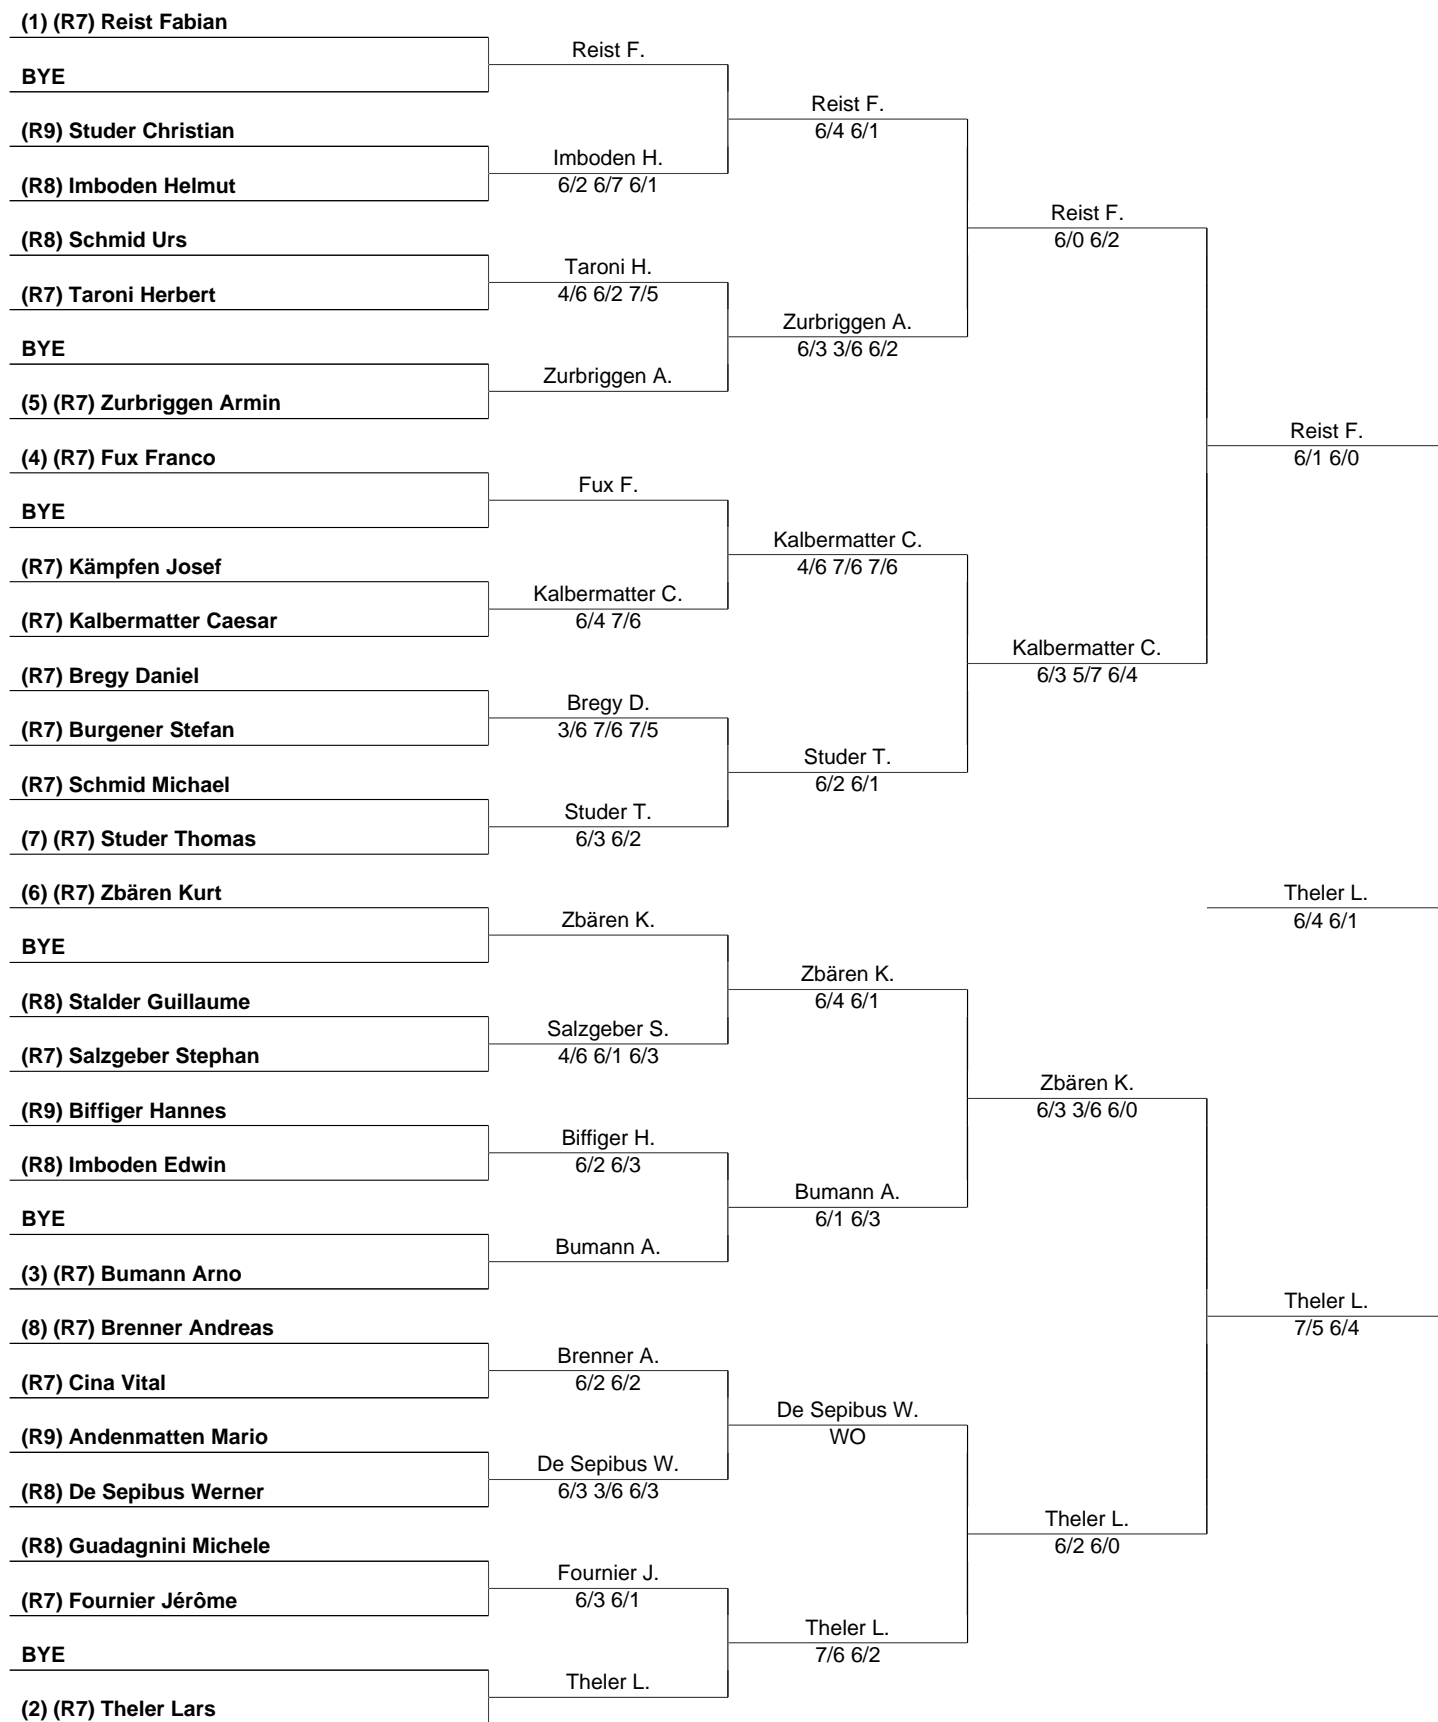 (1) (R7) Reist Fabian
BYE
(R9) Studer Christian
(R8) Imboden Helmut
(R8) Schmid Urs
(R7) Taroni Herbert
BYE
(5) (R7) Zurbriggen Armin
(4) (R7) Fux Franco
BYE
(R7) Kämpfen Josef
(R7) Kalbermatter Caesar
(R7) Bregy Daniel
(R7) Burgener Stefan
(R7) Schmid Michael
(7) (R7) Studer Thomas
(6) (R7) Zbären Kurt
BYE
(R8) Stalder Guillaume
(R7) Salzgeber Stephan
(R9) Biffiger Hannes
(R8) Imboden Edwin
BYE
(3) (R7) Bumann Arno
(8) (R7) Brenner Andreas
(R7) Cina Vital
(R9) Andenmatten Mario
(R8) De Sepibus Werner
(R8) Guadagnini Michele
(R7) Fournier Jérôme
BYE
(2) (R7) Theler Lars
Reist F.
Imboden H.
6/2 6/7 6/1
Taroni H.
4/6 6/2 7/5
Zurbriggen A.
Fux F.
Kalbermatter C.
6/4 7/6
Bregy D.
3/6 7/6 7/5
Studer T.
6/3 6/2
Zbären K.
Salzgeber S.
4/6 6/1 6/3
Biffiger H.
6/2 6/3
Bumann A.
Brenner A.
6/2 6/2
De Sepibus W.
6/3 3/6 6/3
Fournier J.
6/3 6/1
Theler L.
Reist F.
6/4 6/1
Zurbriggen A.
6/3 3/6 6/2
Kalbermatter C.
4/6 7/6 7/6
Studer T.
6/2 6/1
Zbären K.
6/4 6/1
Bumann A.
6/1 6/3
De Sepibus W.
WO
Theler L.
7/6 6/2
Reist F.
6/0 6/2
Kalbermatter C.
6/3 5/7 6/4
Zbären K.
6/3 3/6 6/0
Theler L.
6/2 6/0
Reist F.
6/1 6/0
Theler L.
6/4 6/1
Theler L.
7/5 6/4